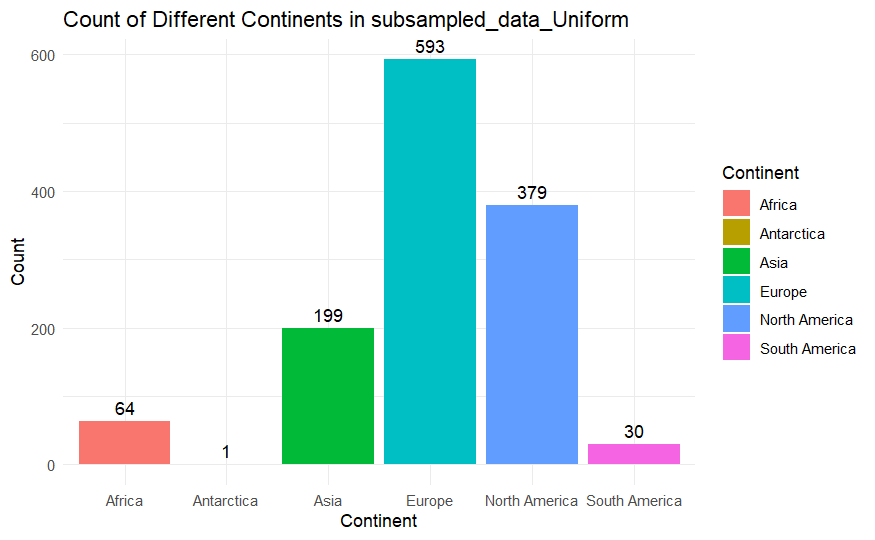 Count of Different Continents in subsampled_data_Uniform
Count
600
400
200
0
64
1
199
593
379
30
Africa
Antarctica
Asia
Europe
North America
South America
Continent
Continent
Africa
Antarctica
Asia
Europe
North America
South America